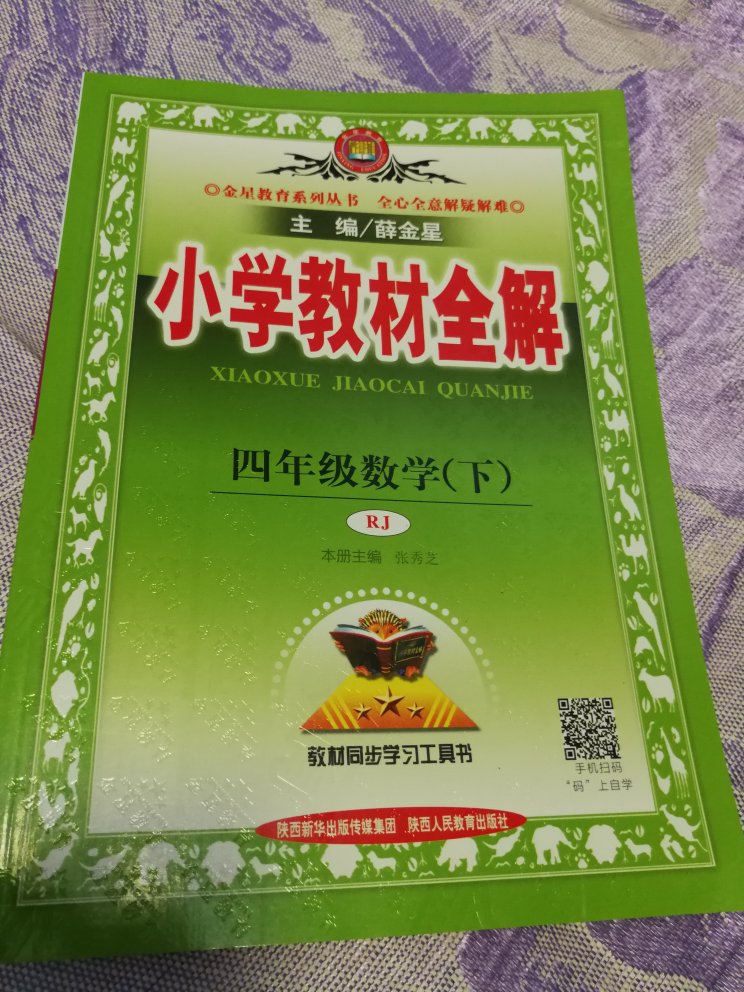 ◎金星教育系列丛书 全心全意解疑解难◎
主 编/薛金星
小学教材全解
XIAOXUE JIAOCAI QUANJIE
四年级数学(下)
RJ
本册主编 张秀芝
教材同步学习工具书
手机扫码
“码”上自学
陕西新华出版传媒集团 陕西人民教育出版社